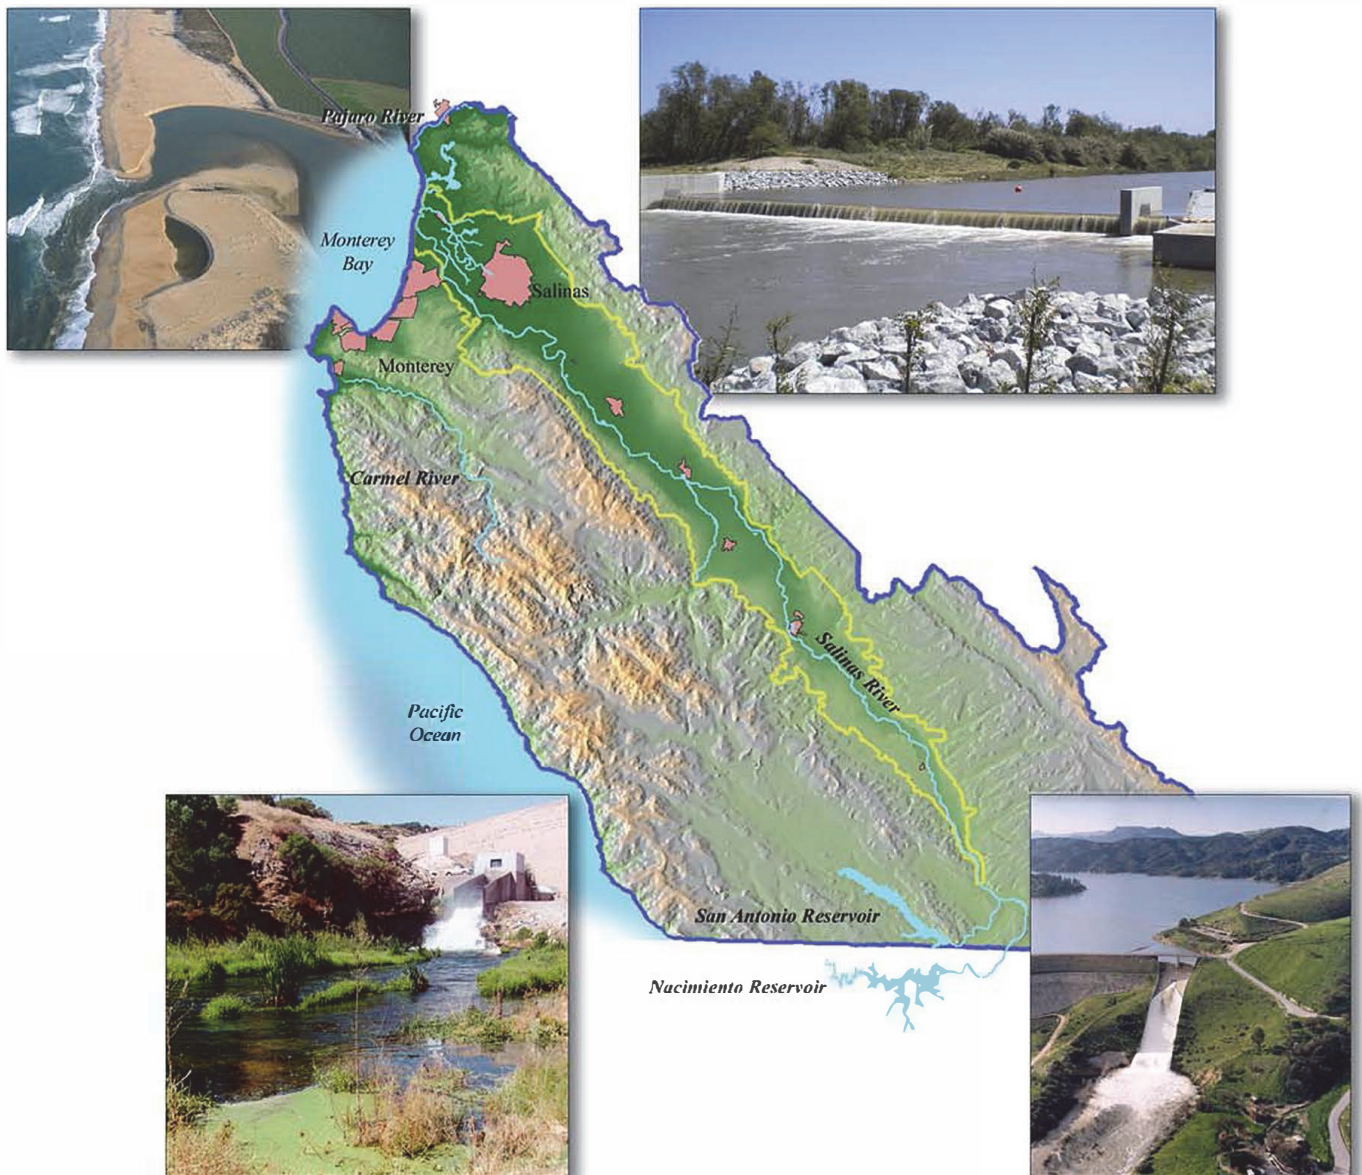 Pajaro River
Monterey
Bay
Salinas
Monterey
Carmel River
Salinas River
Pacific
Ocean
San Antonio Reservoir
Nacimiento Reservoir